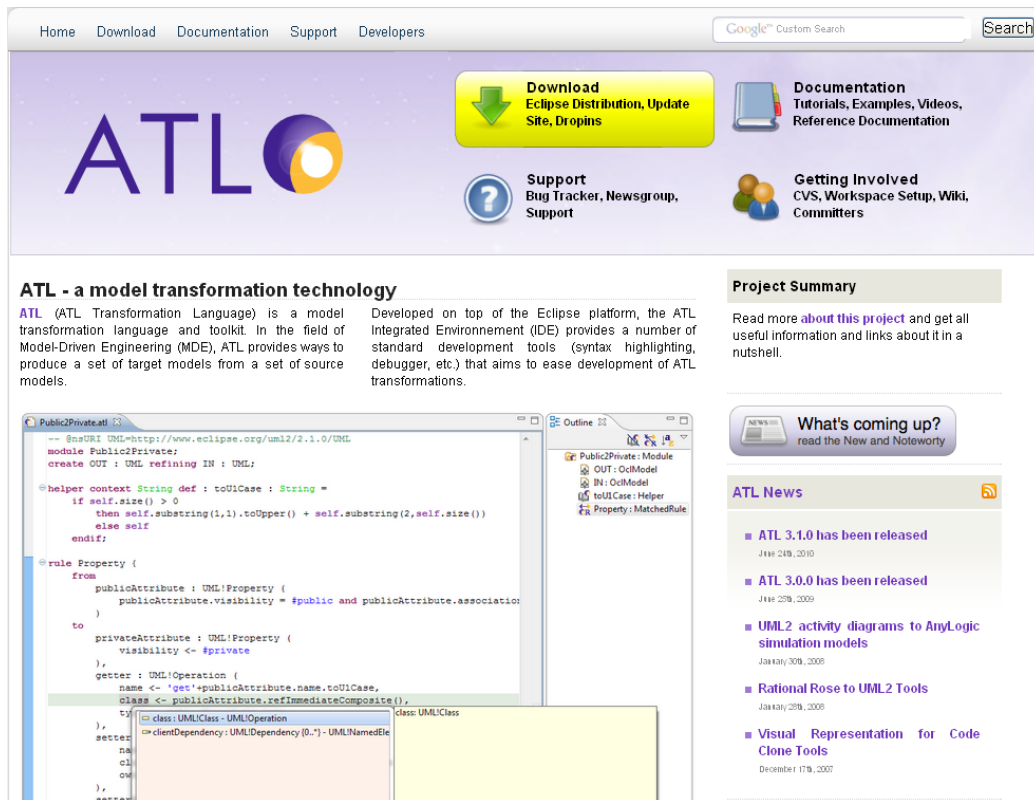 Home Download Documentation Support Developers
Google™ Custom Search
Search
ATL
Download
Eclipse Distribution, Update
Site, Dropins
Documentation
Tutorials, Examples, Videos,
Reference Documentation
Support
Bug Tracker, Newsgroup,
Support
Getting Involved
CVS, Workspace Setup, Wiki,
Committers
ATL - a model transformation technology
ATL (ATL Transformation Language) is a model
transformation language and toolkit. In the field of
Model-Driven Engineering (MDE), ATL provides ways to
produce a set of target models from a set of source
models.
Developed on top of the Eclipse platform, the ATL
Integrated Environnement (IDE) provides a number of
standard development tools (syntax highlighting,
debugger, etc.) that aims to ease development of ATL
transformations.
Public2Private.atl
-- @nsURI UML=http://www.eclipse.org/uml2/2.1.0/UML
module Public2Private;
create OUT : UML refining IN : UML;
helper context String def : toU1Case : String =
if self.size() > 0
then self.substring(1,1).toUpper() + self.substring(2,self.size())
else self
endif;
rule Property {
from
publicAttribute : UML!Property (
publicAttribute.visibility = #public and publicAttribute.association
)
to
privateAttribute : UML!Property (
visibility <- #private
),
getter : UML!Operation (
name <- 'get'+publicAttribute.name.toU1Case,
class <- publicAttribute.refImmediateComposite(),
ty
),
setter
na
cl
ow
),
setter
class : UML!Class - UML!Operation
clientDependency : UML!Dependency {0..*} - UML!NamedEle
class: UML!Class
Outline
Public2Private : Module
OUT : OclModel
IN : OclModel
toU1Case : Helper
Property : MatchedRule
Project Summary
Read more about this project and get all
useful information and links about it in a
nutshell.
NEWS
What's coming up?
read the New and Noteworty
ATL News
ATL 3.1.0 has been released
June 24th, 2010
ATL 3.0.0 has been released
June 25th, 2009
UML2 activity diagrams to AnyLogic
simulation models
January 30th, 2008
Rational Rose to UML2 Tools
January 28th, 2008
Visual Representation for Code
Clone Tools
December 17th, 2007